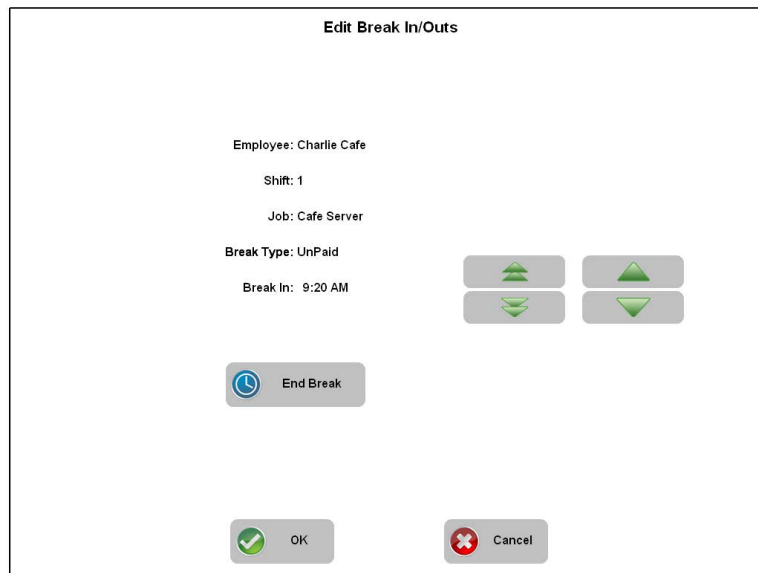 Edit Break In/Outs
Employee: Charlie Cafe
Shift: 1
Job: Cafe Server
Break Type: UnPaid
Break In: 9:20 AM
End Break
OK
Cancel